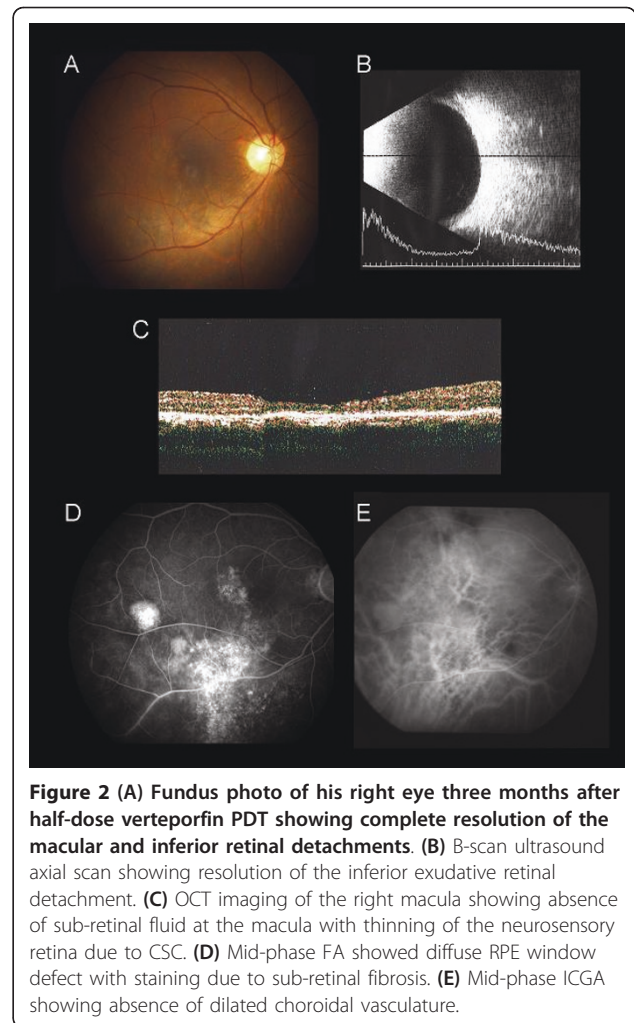 A
B
C
D
E
Figure 2 (A) Fundus photo of his right eye three months after
half-dose verteporfin PDT showing complete resolution of the
macular and inferior retinal detachments. (B) B-scan ultrasound
axial scan showing resolution of the inferior exudative retinal
detachment. (C) OCT imaging of the right macula showing absence
of sub-retinal fluid at the macula with thinning of the neurosensory
retina due to CSC. (D) Mid-phase FA showed diffuse RPE window
defect with staining due to sub-retinal fibrosis. (E) Mid-phase ICGA
showing absence of dilated choroidal vasculature.